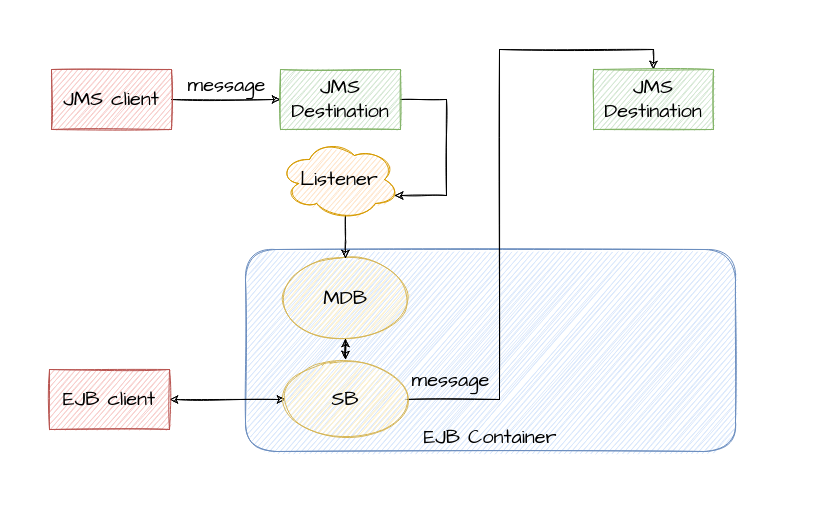 JMS client
message
JMS
Destination
JMS
Destination
Listener
MDB
EJB client
SB
message
EJB Container